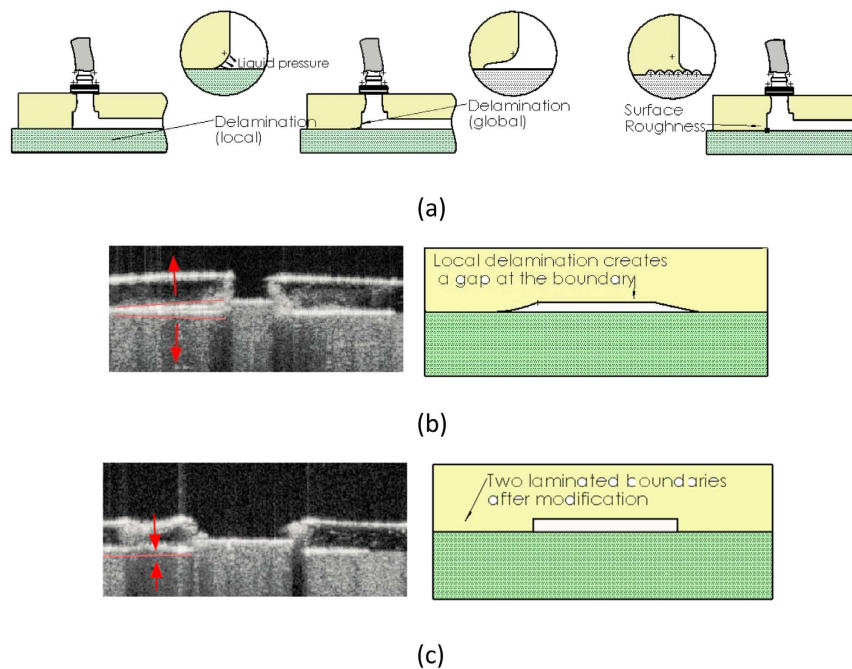 Liquid pressure
Delamination
(local)
Delamination
(global)
Surface
Roughness
(a)
Local delamination creates
a gap at the boundary
(b)
Two laminated boundaries
after modification
(c)